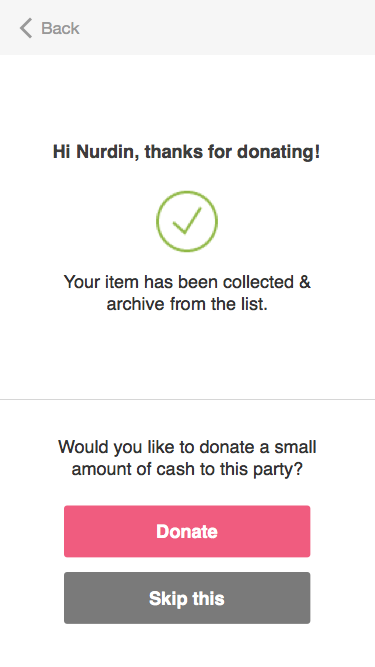 Back
Hi Nurdin, thanks for donating!
Your item has been collected &
archive from the list.
Would you like to donate a small
amount of cash to this party?
Donate
Skip this